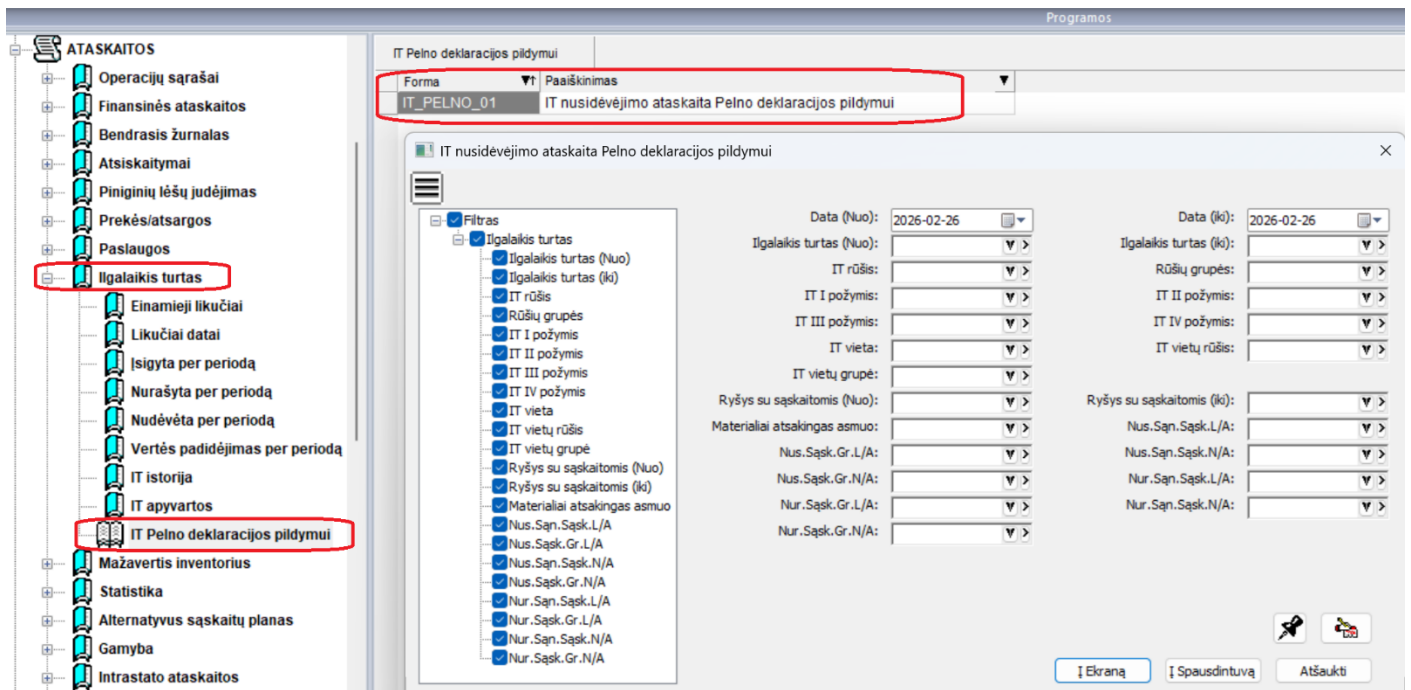 Programos
ATASKAITOS
Operacijų sąrašai
Finansinės ataskaitos
Bendrasis žurnalas
Atsiskaitymai
Piniginių lėšų judėjimas
Prekės/atsargos
Paslaugos
Ilgalaikis turtas
Einamieji likučiai
Likučiai datai
Įsigyta per periodą
Nurašyta per periodą
Nudėvėta per periodą
Vertės padidėjimas per periodą
IT istorija
IT apyvartos
IT Pelno deklaracijos pildymui
Mažavertis inventorius
Statistika
Alternatyvus sąskaitų planas
Gamyba
Intrastato ataskaitos
IT Pelno deklaracijos pildymui
Forma Paaiškinimas
IT_PELNO_01 IT nusidėvėjimo ataskaita Pelno deklaracijos pildymui
IT nusidėvėjimo ataskaita Pelno deklaracijos pildymui
Filtras
Ilgalaikis turtas
Ilgalaikis turtas (Nuo)
Ilgalaikis turtas (iki)
IT rūšis
Rūšių grupės
IT I požymis
IT II požymis
IT III požymis
IT IV požymis
IT vieta
IT vietų rūšis
IT vietų grupė
Ryšys su sąskaitomis (Nuo)
Ryšys su sąskaitomis (iki)
Materialiai atsakingas asmuo
Nus.Sąn.Sąsk.L/A
Nus.Sąsk.Gr.L/A
Nus.Sąn.Sąsk.N/A
Nus.Sąsk.Gr.N/A
Nur.Sąn.Sąsk.L/A
Nur.Sąsk.Gr.L/A
Nur.Sąn.Sąsk.N/A
Nur.Sąsk.Gr.N/A
Data (Nuo): 2026-02-26 Data (iki): 2026-02-26
Ilgalaikis turtas (Nuo): Ilgalaikis turtas (iki):
IT rūšis: Rūšių grupės:
IT I požymis: IT II požymis:
IT III požymis: IT IV požymis:
IT vieta: IT vietų rūšis:
IT vietų grupė:
Ryšys su sąskaitomis (Nuo): Ryšys su sąskaitomis (iki):
Materialiai atsakingas asmuo: Nus.Sąn.Sąsk.L/A:
Nus.Sąsk.Gr.L/A: Nus.Sąn.Sąsk.N/A:
Nus.Sąsk.Gr.N/A: Nur.Sąn.Sąsk.L/A:
Nur.Sąsk.Gr.L/A: Nur.Sąn.Sąsk.N/A:
Nur.Sąsk.Gr.N/A:
Į Ekraną Į Spausdintuvą Atšaukti